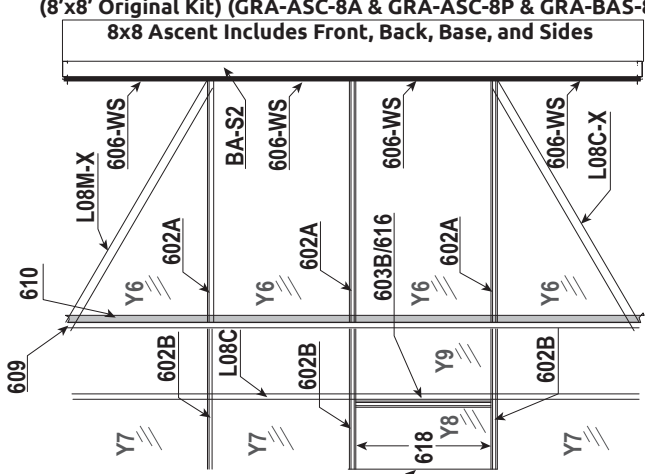 (8'x8' Original Kit) (GRA-ASC-8A & GRA-ASC-8P & GRA-BAS-8
8x8 Ascent Includes Front, Back, Base, and Sides
606-WS
BA-S2
606-WS
606-WS
606-WS
L08M-X
L08C-X
602A
602A
603B/616
602A
610
Y6
Y6
Y6
Y6
609
602B
L08C
602B
Y9
602B
Y7
Y7
618
Y8
Y7